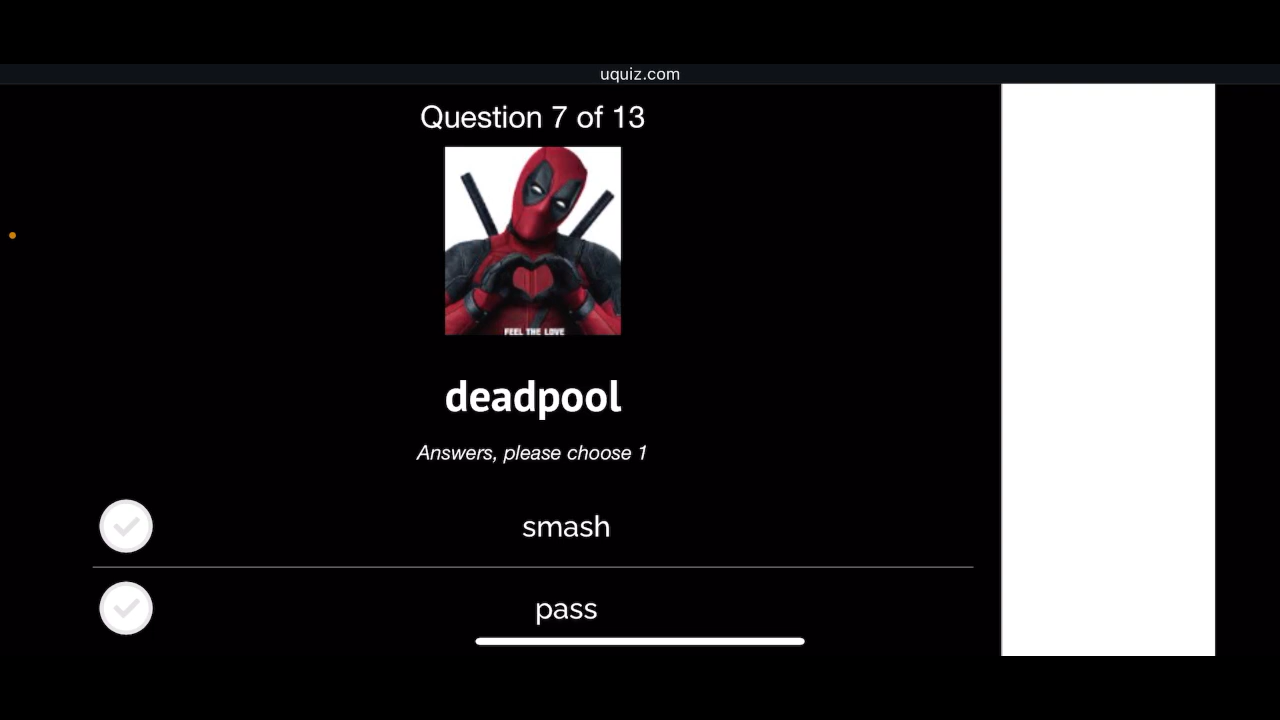 uquiz.com
Question 7 of 13
FEEL THE LOVE
deadpool
Answers, please choose 1
smash
pass